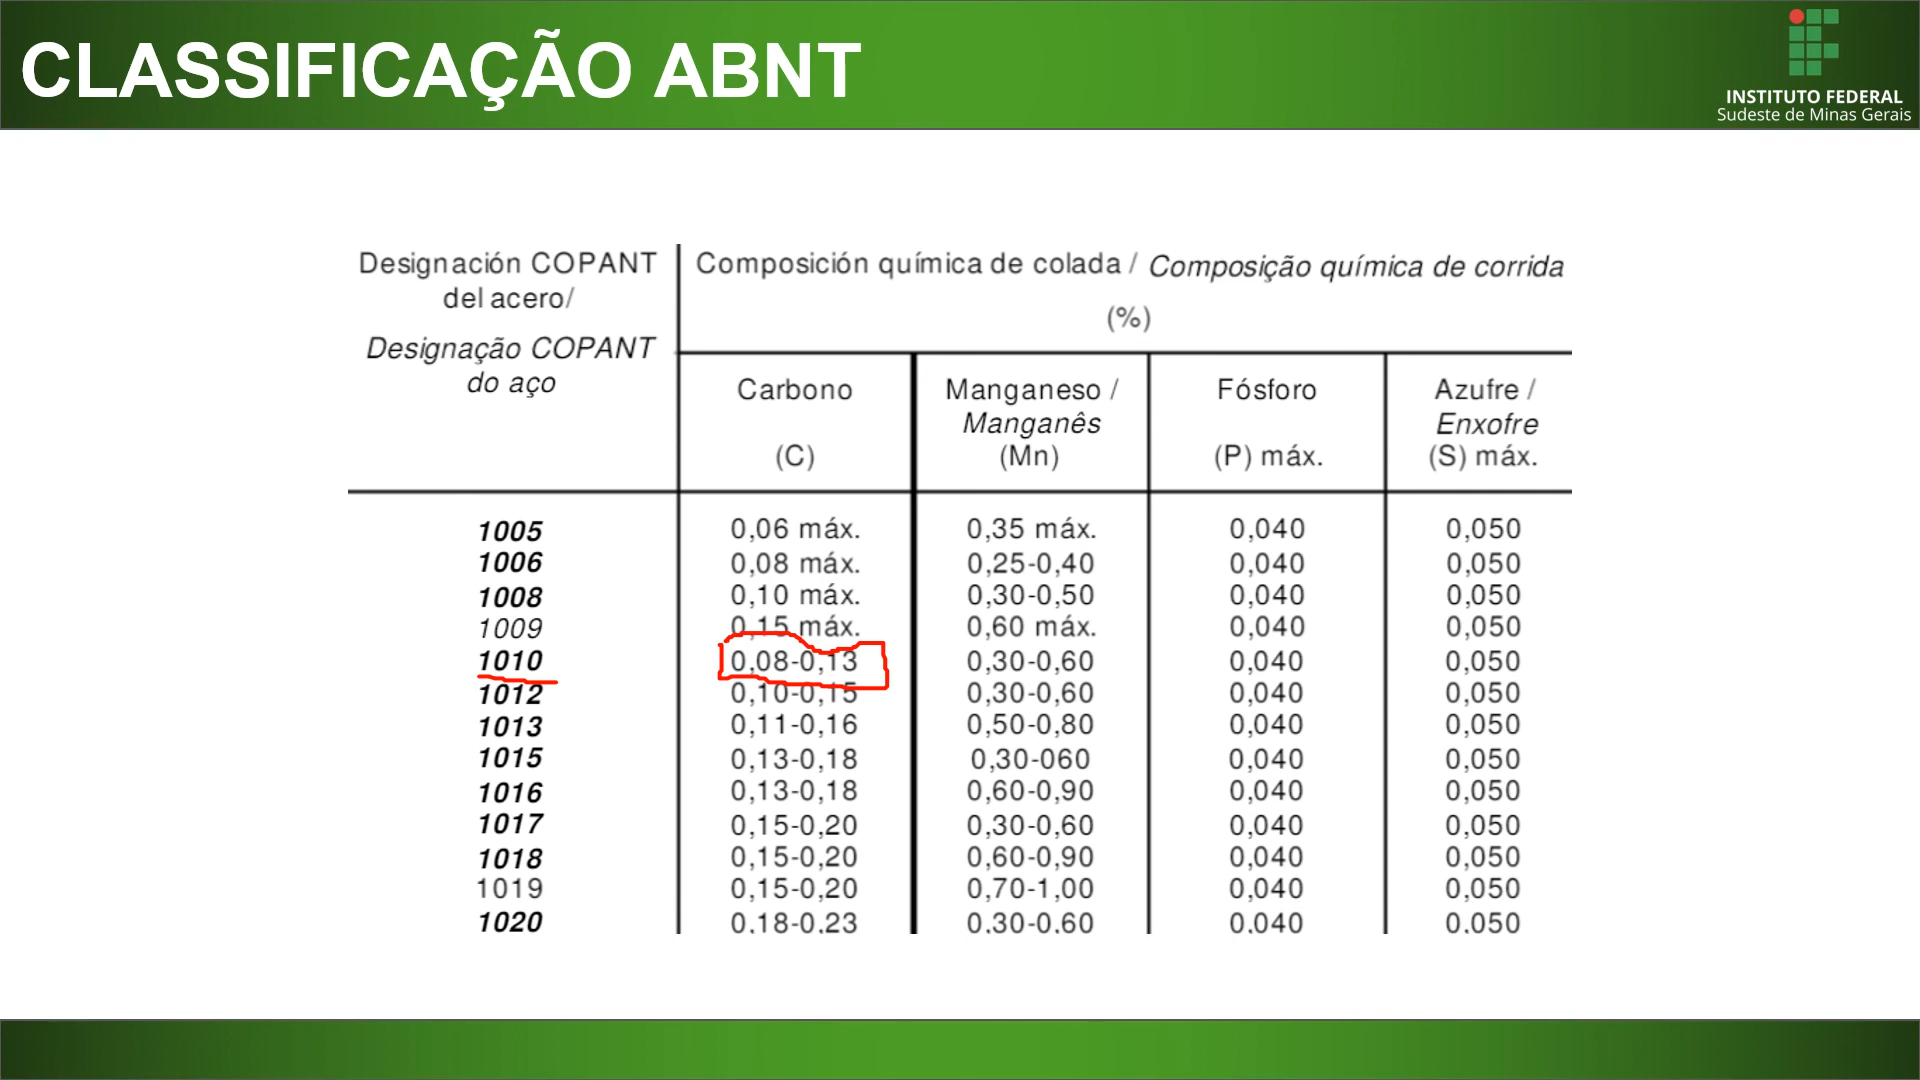 CLASSIFICAÇÃO ABNT
INSTITUTO FEDERAL
Sudeste de Minas Gerais
Designación COPANT
del acero/
Designação COPANT
do aço
Composición química de colada / Composição química de corrida
(%)
Carbono
(C)
Manganeso /
Manganês
(Mn)
Fósforo
(P) máx.
Azufre /
Enxofre
(S) máx.
1005 0,06 máx. 0,35 máx. 0,040 0,050
1006 0,08 máx. 0,25-0,40 0,040 0,050
1008 0,10 máx. 0,30-0,50 0,040 0,050
1009 0,15 máx. 0,60 máx. 0,040 0,050
1010 0,08-0,13 0,30-0,60 0,040 0,050
1012 0,10-0,15 0,30-0,60 0,040 0,050
1013 0,11-0,16 0,50-0,80 0,040 0,050
1015 0,13-0,18 0,30-060 0,040 0,050
1016 0,13-0,18 0,60-0,90 0,040 0,050
1017 0,15-0,20 0,30-0,60 0,040 0,050
1018 0,15-0,20 0,60-0,90 0,040 0,050
1019 0,15-0,20 0,70-1,00 0,040 0,050
1020 0,18-0,23 0,30-0,60 0,040 0,050